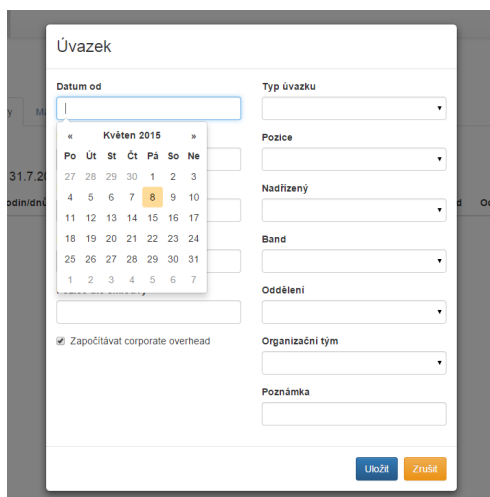 Úvazek
Datum od
Typ úvazku
« Květen 2015 »
Po Út St Čt Pá So Ne
27 28 29 30 1 2 3
4 5 6 7 8 9 10
11 12 13 14 15 16 17
18 19 20 21 22 23 24
25 26 27 28 29 30 31
1 2 3 4 5 6 7
Pozice
Nadřízený
Band
Oddělení
Započítávat corporate overhead
Organizační tým
Poznámka
Uložit Zrušit
31.7.20